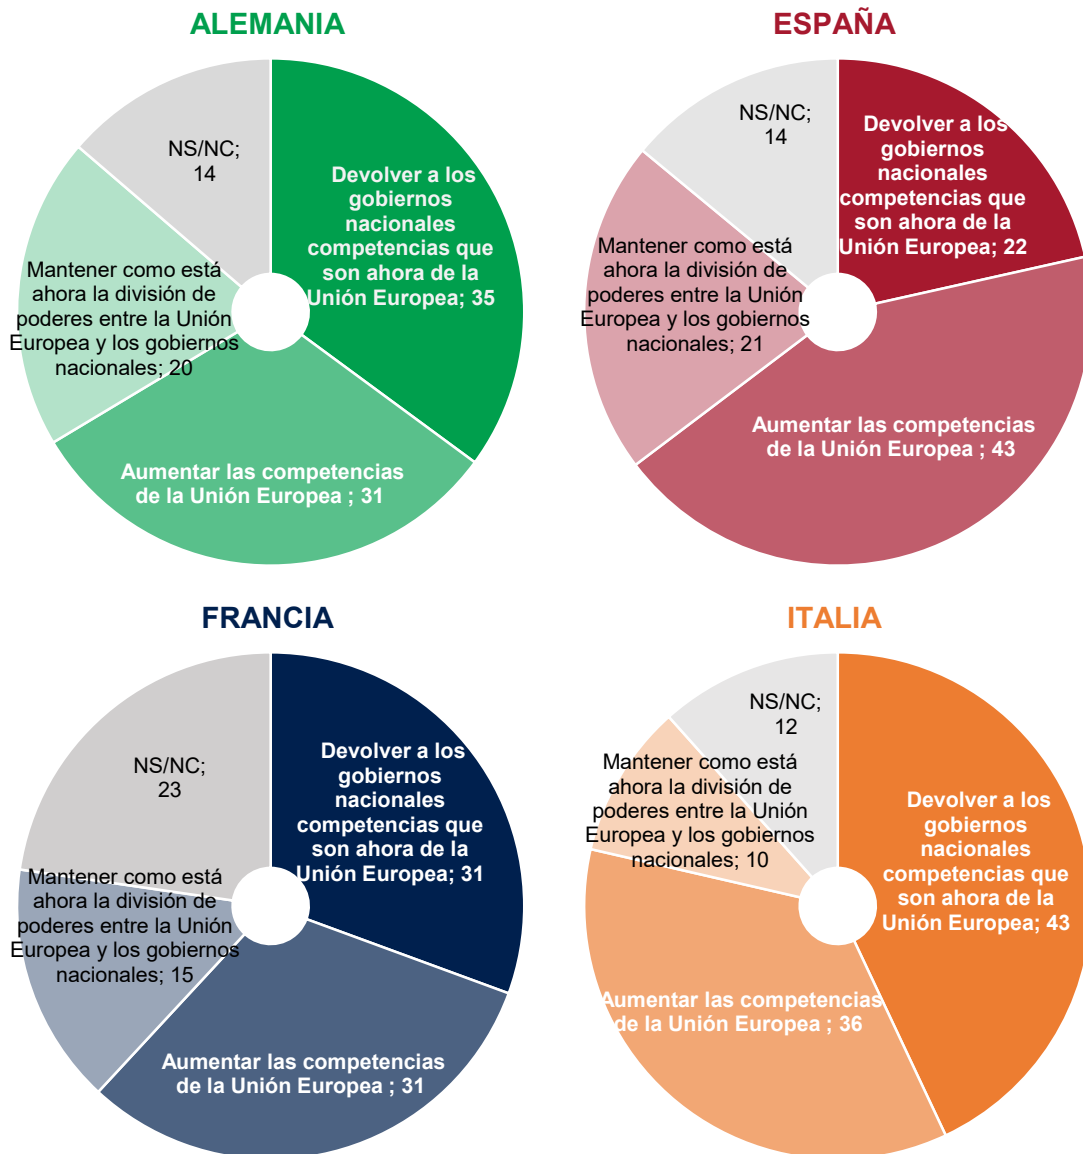 ALEMANIA
NS/NC;
14
Devolver a los
gobiernos
nacionales
competencias que
son ahora de la
Unión Europea; 35
Mantener como está
ahora la división de
poderes entre la Unión
Europea y los gobiernos
nacionales; 20
Aumentar las competencias
de la Unión Europea ; 31
ESPAÑA
NS/NC;
14
Devolver a los
gobiernos
nacionales
competencias que
son ahora de la
Unión Europea; 22
Mantener como está
ahora la división de
poderes entre la Unión
Europea y los gobiernos
nacionales; 21
Aumentar las competencias
de la Unión Europea ; 43
FRANCIA
NS/NC;
23
Devolver a los
gobiernos
nacionales
competencias que
son ahora de la
Unión Europea; 31
Mantener como está
ahora la división de
poderes entre la Unión
Europea y los gobiernos
nacionales; 15
Aumentar las competencias
de la Unión Europea ; 31
ITALIA
NS/NC;
12
Mantener como está
ahora la división de
poderes entre la Unión
Europea y los gobiernos
nacionales; 10
Devolver a los
gobiernos
nacionales
competencias que
son ahora de la
Unión Europea; 43
Aumentar las competencias
de la Unión Europea ; 36